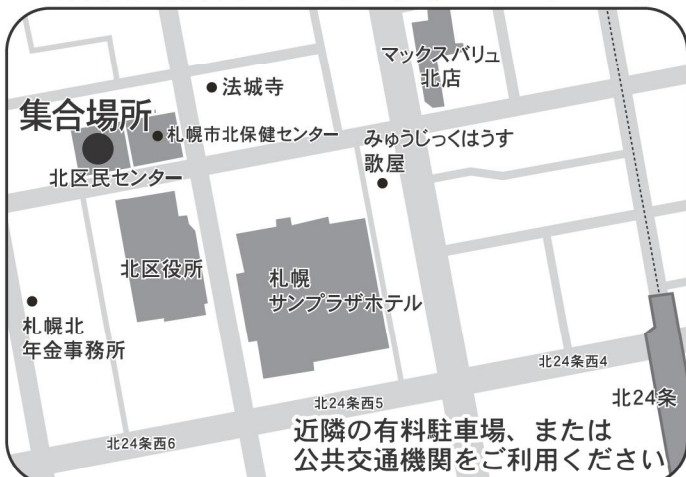 マックスバリュ
北店
法城寺
集合場所
札幌市北保健センター
みゅうじっくはうす
歌屋
北区民センター
北区役所
札幌
サンプラザホテル
札幌北
年金事務所
北24条西4
北24条
北24条西5
北24条西6
近隣の有料駐車場、または
公共交通機関をご利用ください